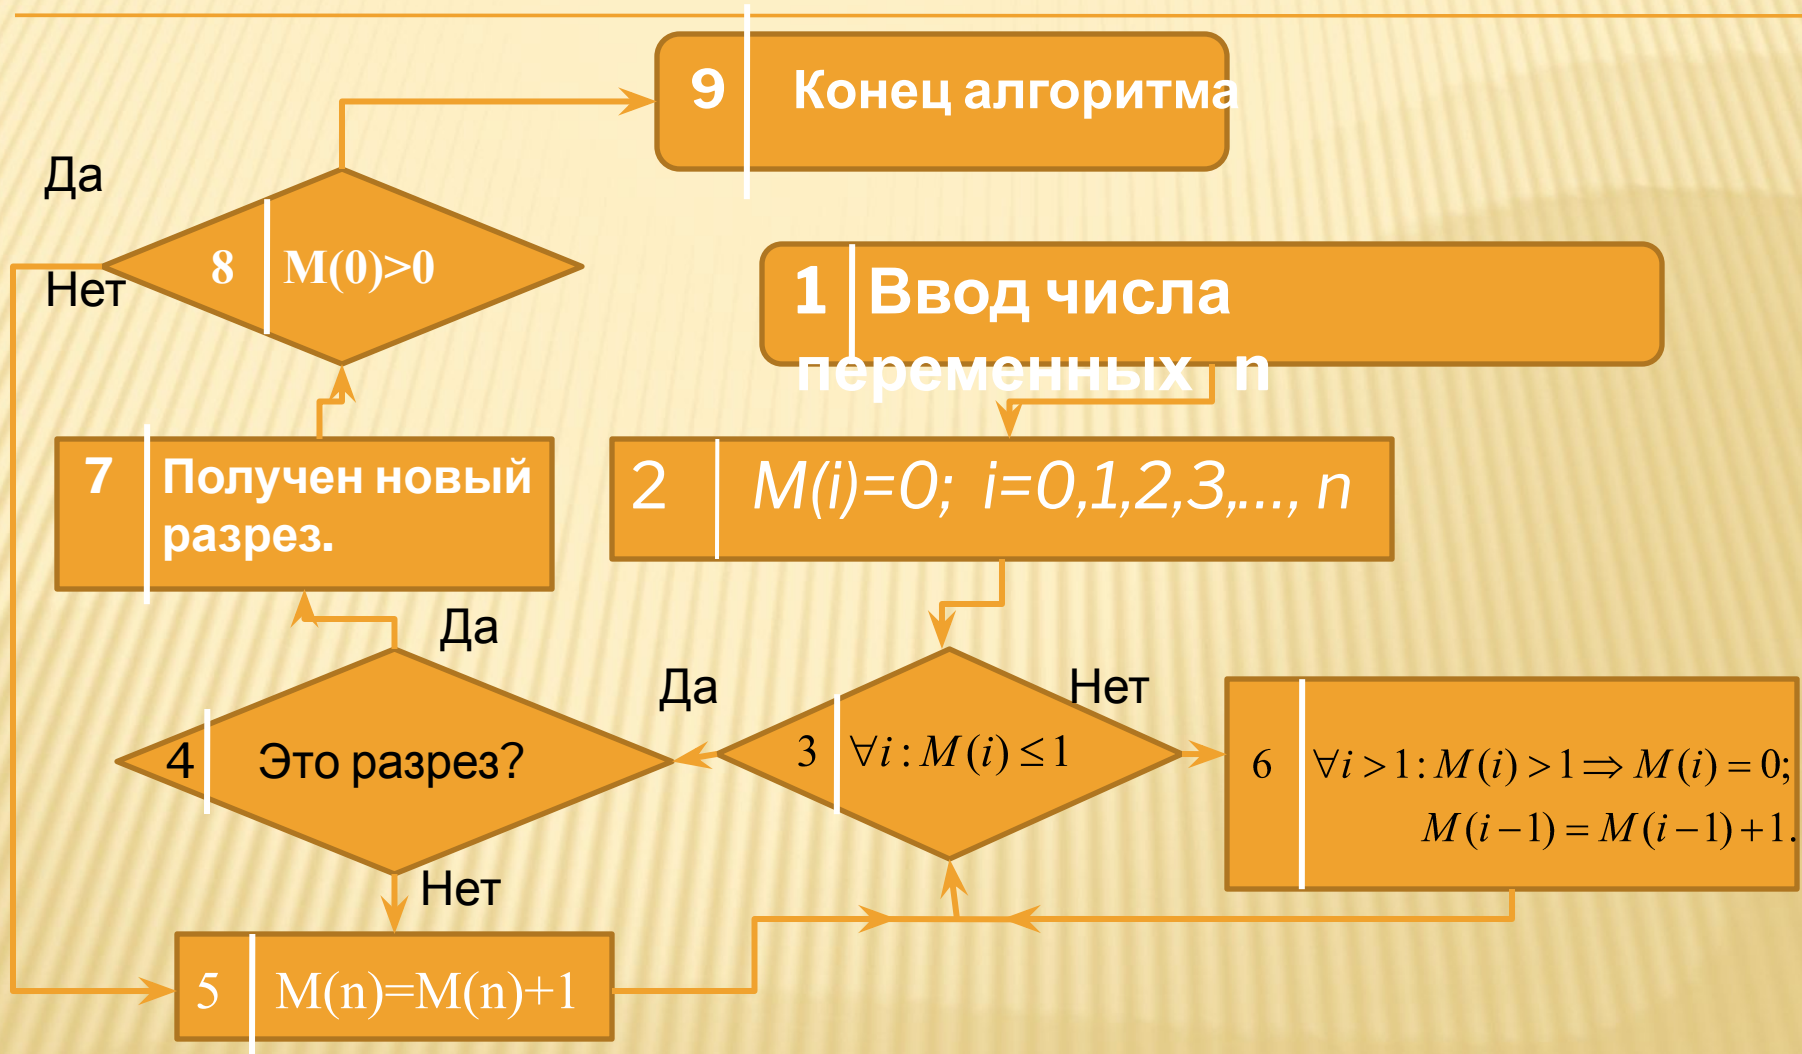 9 Конец алгоритма
Да
8 M(0)>0
Нет
1 Ввод числа
переменных n
7 Получен новый
разрез.
2 M(i)=0; i=0,1,2,3,..., n
Да
Да
Нет
4 Это разрез?
3 ∀i : M(i) ≤ 1
6 ∀i > 1 : M(i) > 1 ⇒ M(i) = 0;
M(i − 1) = M(i − 1) + 1.
Нет
5 M(n)=M(n)+1